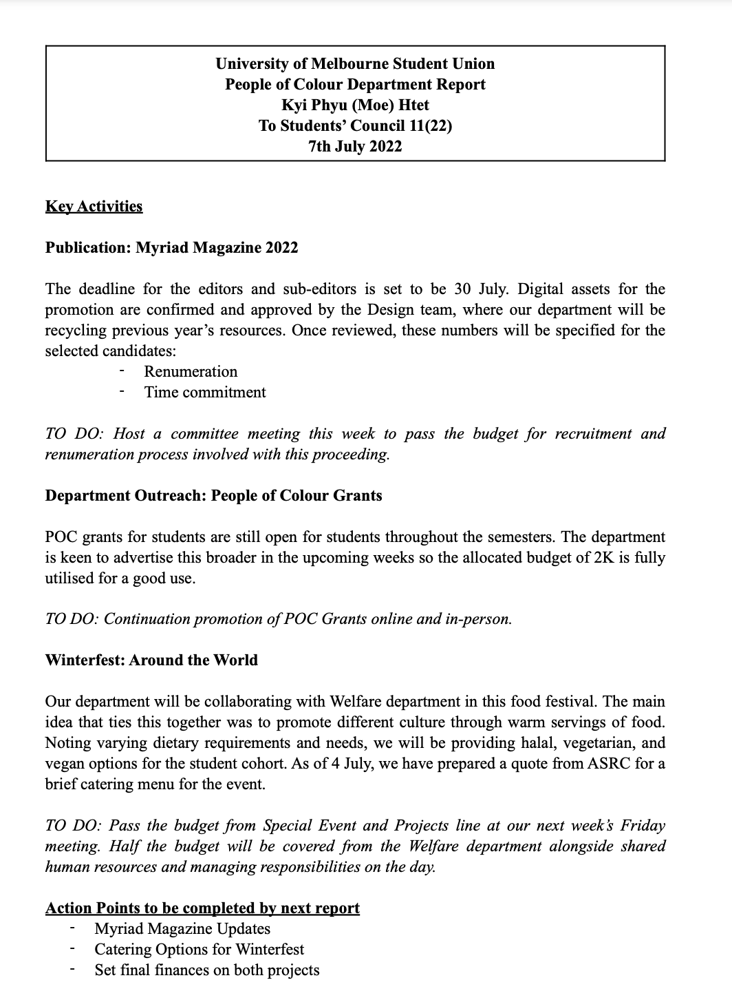 University of Melbourne Student Union
People of Colour Department Report
Kyi Phyu (Moe) Htet
To Students’ Council 11(22)
7th July 2022
Key Activities
Publication: Myriad Magazine 2022
The deadline for the editors and sub-editors is set to be 30 July. Digital assets for the
promotion are confirmed and approved by the Design team, where our department will be
recycling previous year’s resources. Once reviewed, these numbers will be specified for the
selected candidates:
- Renumeration
- Time commitment
TO DO: Host a committee meeting this week to pass the budget for recruitment and
renumeration process involved with this proceeding.
Department Outreach: People of Colour Grants
POC grants for students are still open for students throughout the semesters. The department
is keen to advertise this broader in the upcoming weeks so the allocated budget of 2K is fully
utilised for a good use.
TO DO: Continuation promotion of POC Grants online and in-person.
Winterfest: Around the World
Our department will be collaborating with Welfare department in this food festival. The main
idea that ties this together was to promote different culture through warm servings of food.
Noting varying dietary requirements and needs, we will be providing halal, vegetarian, and
vegan options for the student cohort. As of 4 July, we have prepared a quote from ASRC for a
brief catering menu for the event.
TO DO: Pass the budget from Special Event and Projects line at our next week’s Friday
meeting. Half the budget will be covered from the Welfare department alongside shared
human resources and managing responsibilities on the day.
Action Points to be completed by next report
- Myriad Magazine Updates
- Catering Options for Winterfest
- Set final finances on both projects